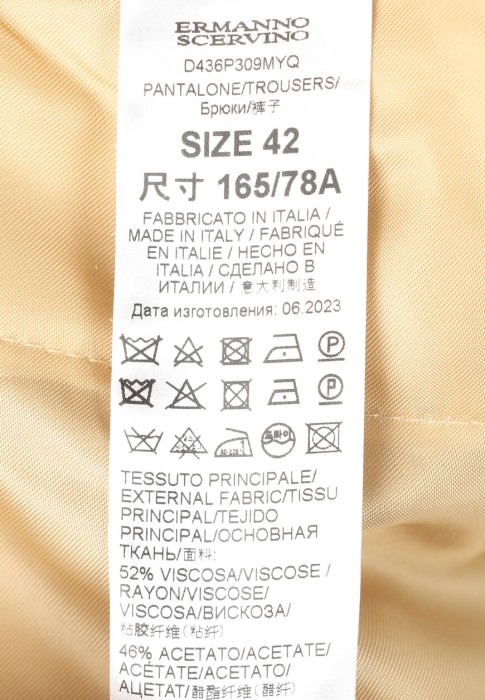 ERMANNO
SCERVINO
D436P309MYQ
PANTALONE/TROUSERS/
Брюки/裤子
SIZE 42
尺寸 165/78A
FABBRICATO IN ITALIA /
MADE IN ITALY / FABRIQUÉ
EN ITALIE / HECHO EN
ITALIA / СДЕЛАНО В
ИТАЛИИ / 意大利制造
Дата изготовления: 06.2023
P
P
TESSUTO PRINCIPALE/
EXTERNAL FABRIC/TISSU
PRINCIPAL/TEJIDO
PRINCIPAL/ОСНОВНАЯ
ТКАНЬ/面料:
52% VISCOSA/VISCOSE /
RAYON/VISCOSE/
VISCOSA/ВИСКОЗА/
粘胶纤维(粘纤)
46% ACETATO/ACETATE/
ACÉTATE/ACETATO/
АЦЕТАТ/醋酯纤维(醋纤)